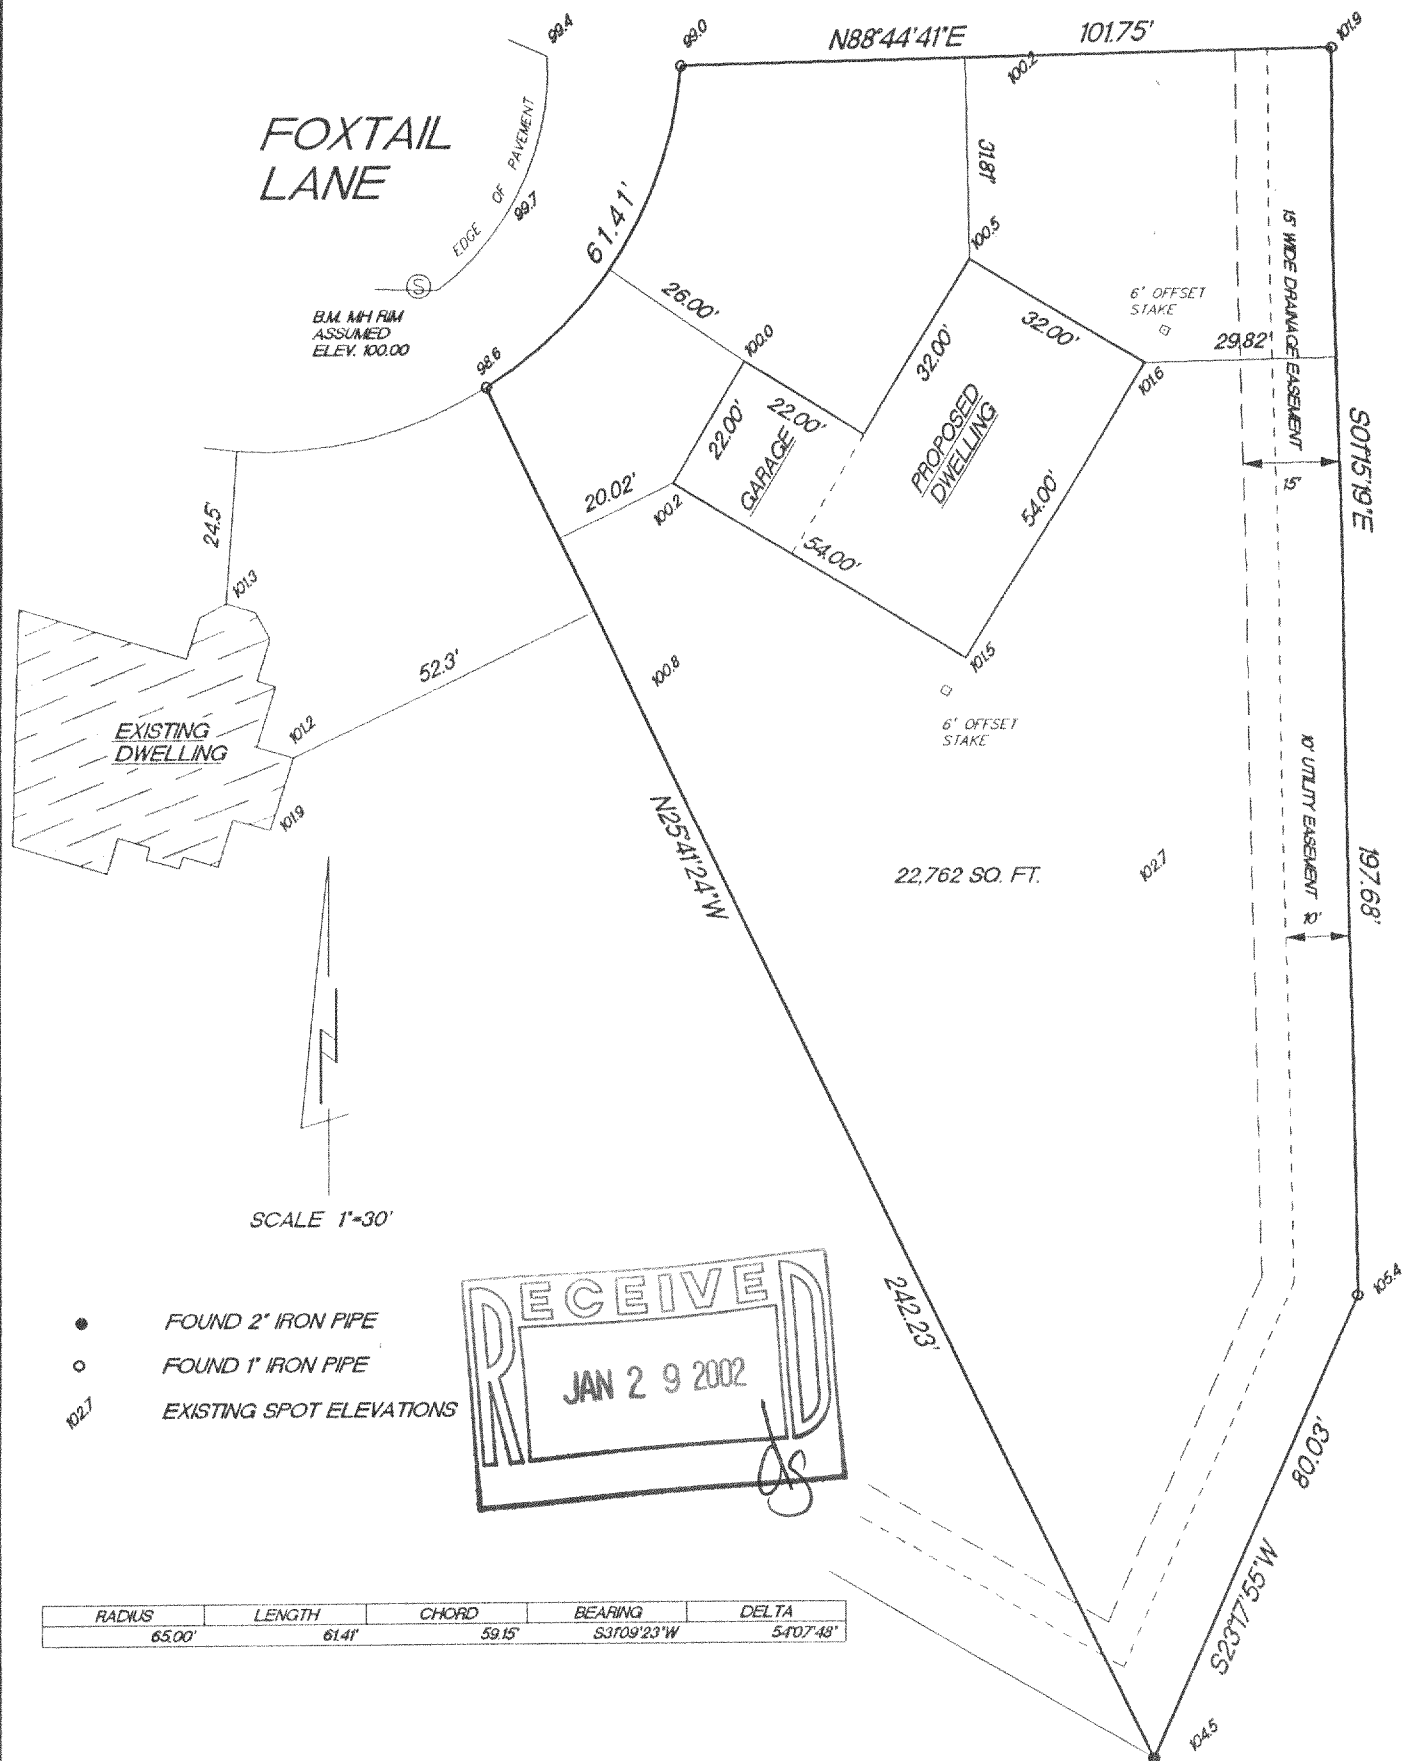 99.4
99.0
N88°44'41"E
101.75'
101.9
100.2
FOXTAIL
LANE
EDGE OF PAVEMENT
99.7
61.41'
31.81'
100.5
15' WIDE DRAINAGE EASEMENT
15'
6' OFFSET
STAKE
B.M. MH RIM
ASSUMED
ELEV. 100.00
S
26.00'
100.0
32.00'
32.00'
29.82'
101.6
98.6
22.00'
22.00'
GARAGE
PROPOSED
DWELLING
S01°15'19"E
20.02'
100.2
54.00'
54.00'
24.5'
101.3
101.5
52.3'
100.8
6' OFFSET
STAKE
EXISTING
DWELLING
101.2
101.9
10' UTILITY EASEMENT
10'
N25°41'24"W
22,762 SQ. FT.
102.7
197.68'
SCALE 1"=30'
242.23'
105.4
FOUND 2" IRON PIPE
FOUND 1" IRON PIPE
102.7
EXISTING SPOT ELEVATIONS
RECEIVED
JAN 29 2002
80.03'
S23°17'55"W
104.5
RADIUS LENGTH CHORD BEARING DELTA
65.00' 61.41' 59.15' S31°09'23"W 54°07'48"